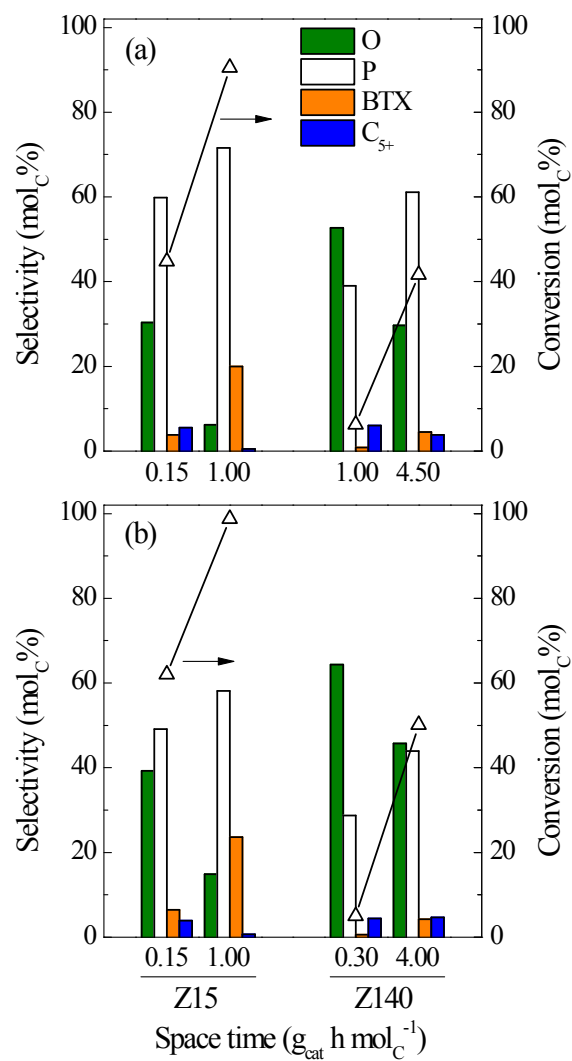 (a)
O
P
BTX
C5+
Selectivity (molC%)
100
80
60
40
20
0
Conversion (molC%)
100
80
60
40
20
0
0.15 1.00 1.00 4.50
(b)
Selectivity (molC%)
100
80
60
40
20
0
Conversion (molC%)
100
80
60
40
20
0
0.15 1.00 0.30 4.00
Z15 Z140
Space time (gcat h molC-1)